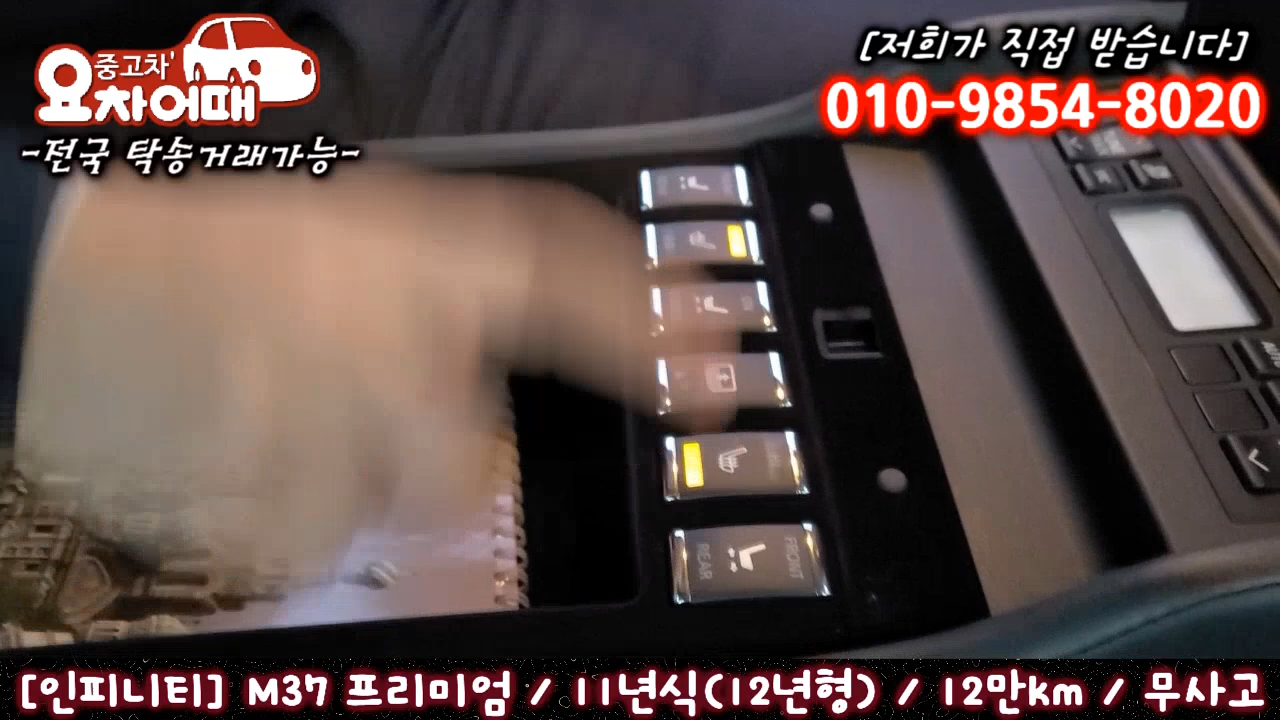 중고차'
요차어때
-전국 탁송거래가능-
[저희가 직접 받습니다]
010-9854-8020
REAR
FRONT
[인피니티] M37 프리미엄 / 11년식(12년형) / 12만km / 무사고